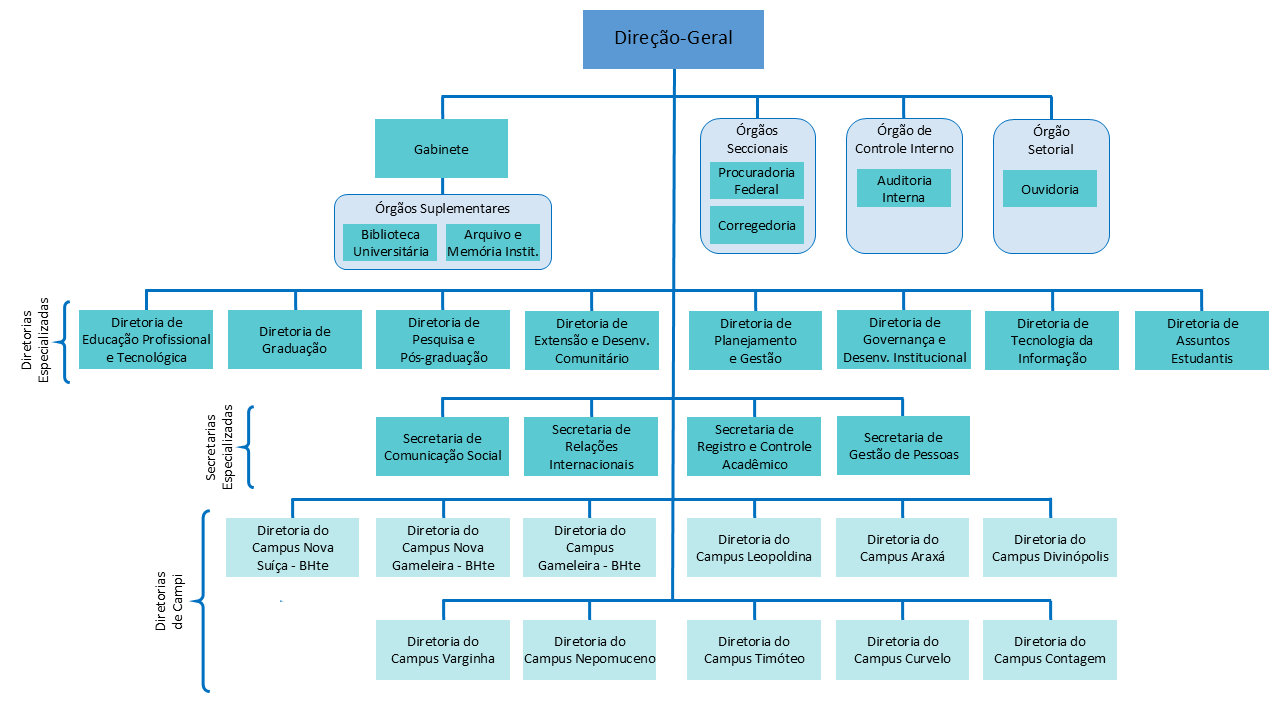 Direção-Geral
Gabinete
Órgãos Suplementares
Biblioteca
Universitária
Arquivo e
Memória Instit.
Órgãos
Seccionais
Procuradoria
Federal
Corregedoria
Órgão de
Controle Interno
Auditoria
Interna
Órgão
Setorial
Ouvidoria
Diretorias
Especializadas
Diretoria de
Educação Profissional
e Tecnológica
Diretoria de
Graduação
Diretoria de
Pesquisa e
Pós-graduação
Diretoria de
Extensão e Desenv.
Comunitário
Diretoria de
Planejamento
e Gestão
Diretoria de
Governança e
Desenv. Institucional
Diretoria de
Tecnologia da
Informação
Diretoria de
Assuntos
Estudantis
Secretarias
Especializadas
Secretaria de
Comunicação Social
Secretaria de
Relações
Internacionais
Secretaria de
Registro e Controle
Acadêmico
Secretaria de
Gestão de Pessoas
Diretorias
de Campi
Diretoria do
Campus Nova
Suíça - BHte
Diretoria do
Campus Nova
Gameleira - BHte
Diretoria do
Campus
Gameleira - BHte
Diretoria do
Campus Leopoldina
Diretoria do
Campus Araxá
Diretoria do
Campus Divinópolis
Diretoria do
Campus Varginha
Diretoria do
Campus Nepomuceno
Diretoria do
Campus Timóteo
Diretoria do
Campus Curvelo
Diretoria do
Campus Contagem